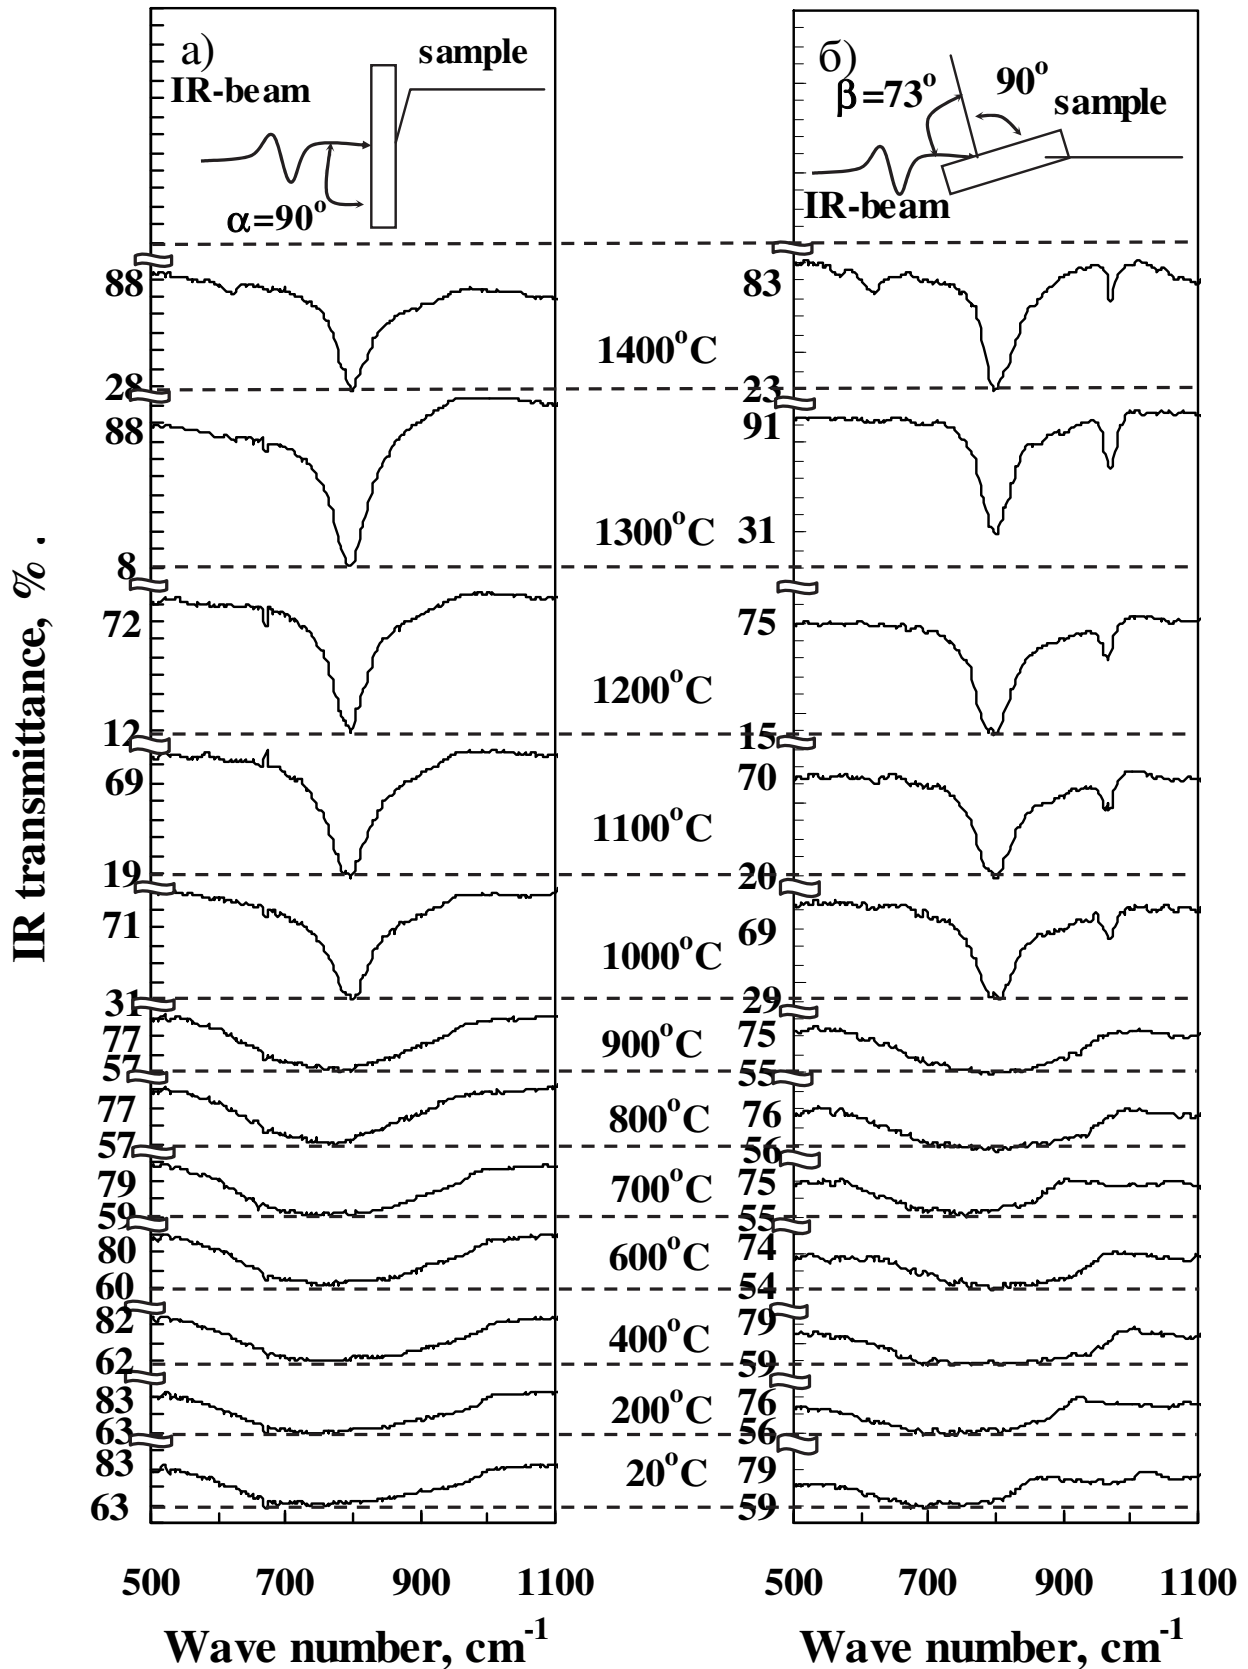 IR transmittance, % .
а)
sample
IR-beam
α=90°
88
28
88
8
72
12
69
19
71
31
77
57
77
57
79
59
80
60
82
62
83
63
83
63
500 700 900 1100
Wave number, cm-1
1400°C
1300°C
1200°C
1100°C
1000°C
900°C
800°C
700°C
600°C
400°C
200°C
20°C
б)
β=73°
90°
sample
IR-beam
83
23
91
31
75
15
70
20
69
29
75
55
76
56
75
55
74
54
79
59
76
56
79
59
500 700 900 1100
Wave number, cm-1